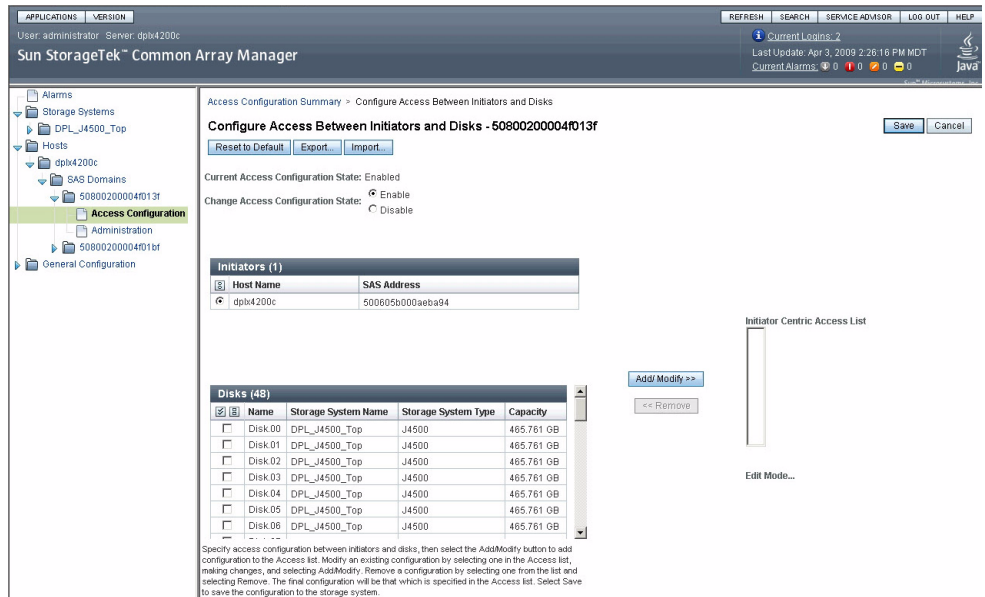 APPLICATIONS VERSION
REFRESH SEARCH SERVICE ADVISOR LOG OUT HELP
User: administrator Server: dplx4200c
Sun StorageTek™ Common Array Manager
Current Logins: 2
Last Update: Apr 3, 2009 2:26:16 PM MDT
Current Alarms: 0 0 0 0
Java™
Sun™ Microsystems, Inc.
Alarms
Storage Systems
DPL_J4500_Top
Hosts
dplx4200c
SAS Domains
50800200004f013f
Access Configuration
Administration
50800200004f01bf
General Configuration
Access Configuration Summary > Configure Access Between Initiators and Disks
Configure Access Between Initiators and Disks - 50800200004f013f
Save Cancel
Reset to Default Export... Import...
Current Access Configuration State: Enabled
Change Access Configuration State: Enable
Disable
Initiators (1)
Host Name SAS Address
dplx4200c 500605b000aeba94
Initiator Centric Access List
Add/Modify >>
<< Remove
Edit Mode...
Disks (48)
Name Storage System Name Storage System Type Capacity
Disk.00 DPL_J4500_Top J4500 465.761 GB
Disk.01 DPL_J4500_Top J4500 465.761 GB
Disk.02 DPL_J4500_Top J4500 465.761 GB
Disk.03 DPL_J4500_Top J4500 465.761 GB
Disk.04 DPL_J4500_Top J4500 465.761 GB
Disk.05 DPL_J4500_Top J4500 465.761 GB
Disk.06 DPL_J4500_Top J4500 465.761 GB
Specify access configuration between initiators and disks, then select the Add/Modify button to add
configuration to the Access list. Modify an existing configuration by selecting one in the Access list,
making changes, and selecting Add/Modify. Remove a configuration by selecting one from the list and
selecting Remove. The final configuration will be that which is specified in the Access list. Select Save
to save the configuration to the storage system.